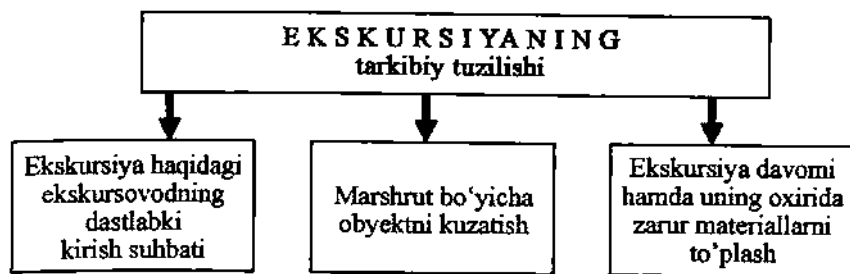 EKSKURSIYANING
tarkibiy tuzilishi
Ekskursiya haqidagi
ekskursovodning
dastlabki
kirish suhbati
Marshrut bo‘yicha
obyektni kuzatish
Ekskursiya davomi
hamda uning oxirida
zarur materiallarni
to’plash